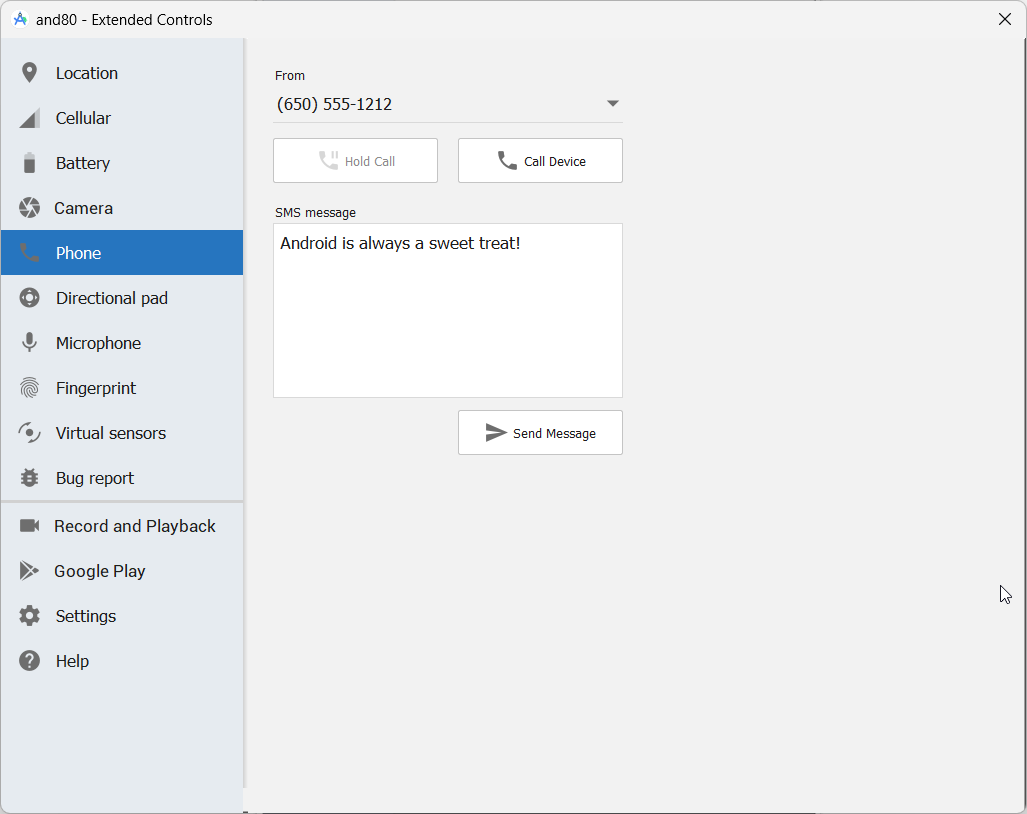 and80 - Extended Controls
Location
Cellular
Battery
Camera
Phone
Directional pad
Microphone
Fingerprint
Virtual sensors
Bug report
Record and Playback
Google Play
Settings
Help
From
(650) 555-1212
Hold Call
Call Device
SMS message
Android is always a sweet treat!
Send Message